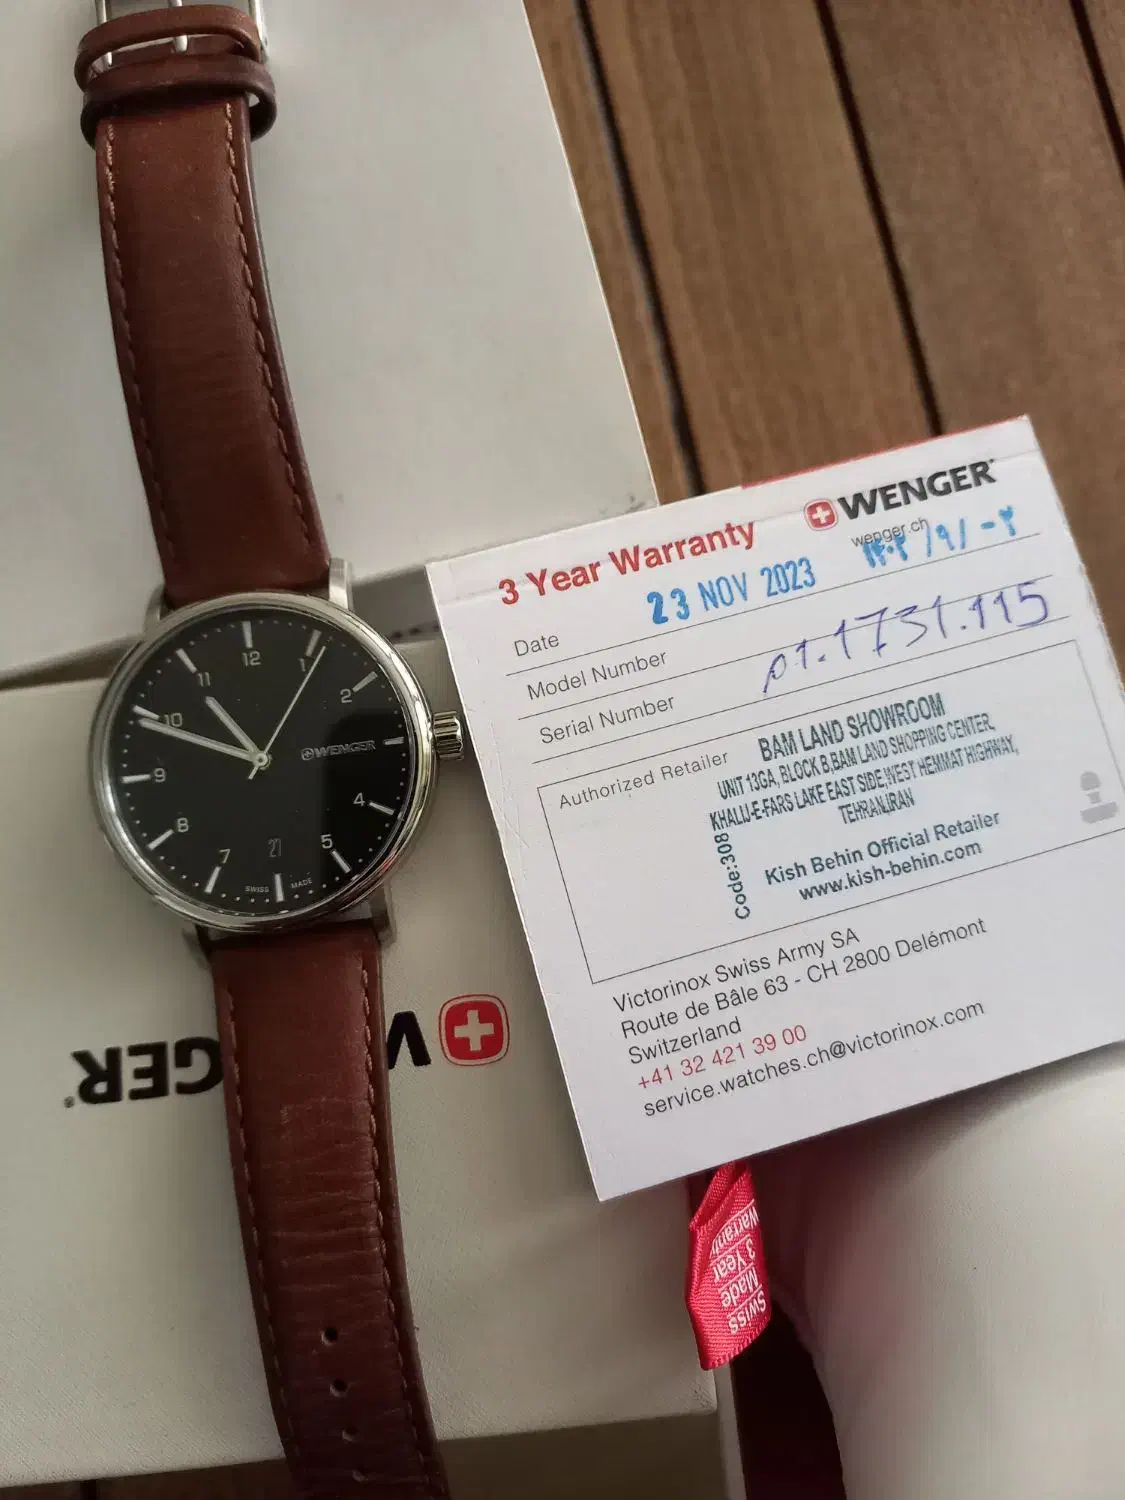 12
1
2
4
5
7
8
9
10
11
WENGER
27
SWISS MADE
WENGER
wenger.ch
3 Year Warranty
Date 23 NOV 2023 ۱۴۰۲/۹/-۲
Model Number 01.1731.115
Serial Number
Authorized Retailer
BAM LAND SHOWROOM
UNIT 13GA, BLOCK B,BAM LAND SHOPPING CENTER,
KHALIJ-E-FARS LAKE EAST SIDE,WEST HEMMAT HIGHWAY,
TEHRAN,IRAN
Code:308
Kish Behin Official Retailer
www.kish-behin.com
Victorinox Swiss Army SA
Route de Bâle 63 - CH 2800 Delémont
Switzerland
+41 32 421 39 00
service.watches.ch@victorinox.com
Swiss
Made
3 Year
Warranty